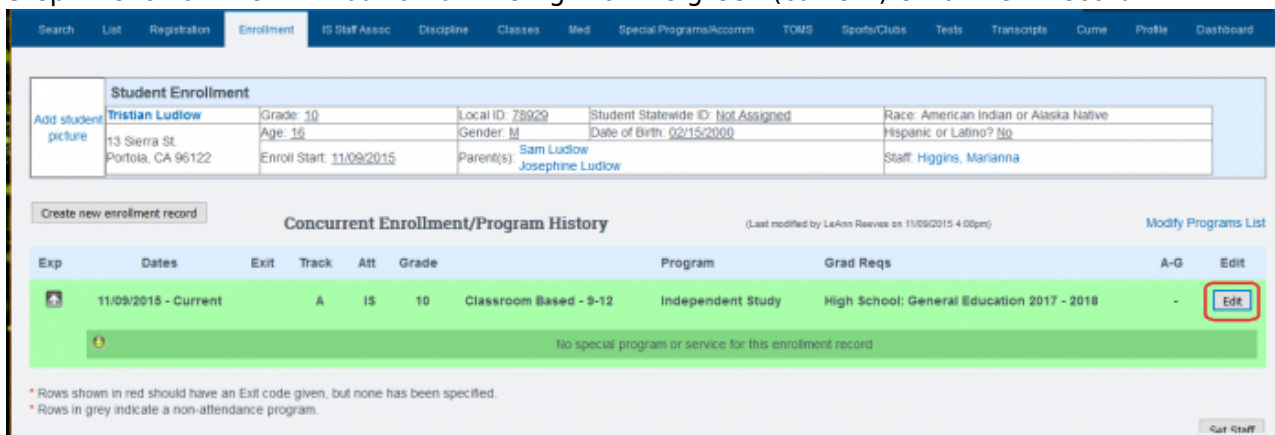 Search List Registration Enrollment IS Staff Assoc Discipline Classes Med Special Programs/Accomm TOMS Sports/Clubs Tests Transcripts Cume Profile Dashboard
Student Enrollment
Add student picture
Tristian Ludlow Grade: 10 Local ID: 78929 Student Statewide ID: Not Assigned Race: American Indian or Alaska Native
13 Sierra St. Age: 16 Gender: M Date of Birth: 02/15/2000 Hispanic or Latino? No
Portola, CA 96122 Enroll Start: 11/09/2015 Parent(s): Sam Ludlow Staff: Higgins, Marianna
Josephine Ludlow
Create new enrollment record Concurrent Enrollment/Program History (Last modified by LeAnn Reeves on 11/09/2015 4:08pm) Modify Programs List
Exp Dates Exit Track Att Grade Program Grad Reqs A-G Edit
11/09/2015 - Current A IS 10 Classroom Based - 9-12 Independent Study High School: General Education 2017 - 2018 - Edit
No special program or service for this enrollment record
* Rows shown in red should have an Exit code given, but none has been specified.
* Rows in grey indicate a non-attendance program.
Set Staff